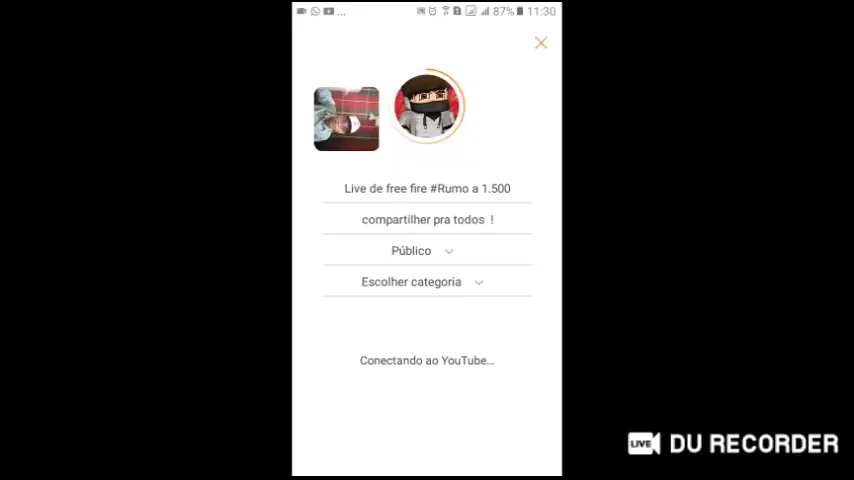 ... 87% 11:30
Live de free fire #Rumo a 1.500
compartilher pra todos !
Público
Escolher categoria
Conectando ao YouTube...
LIVE DU RECORDER